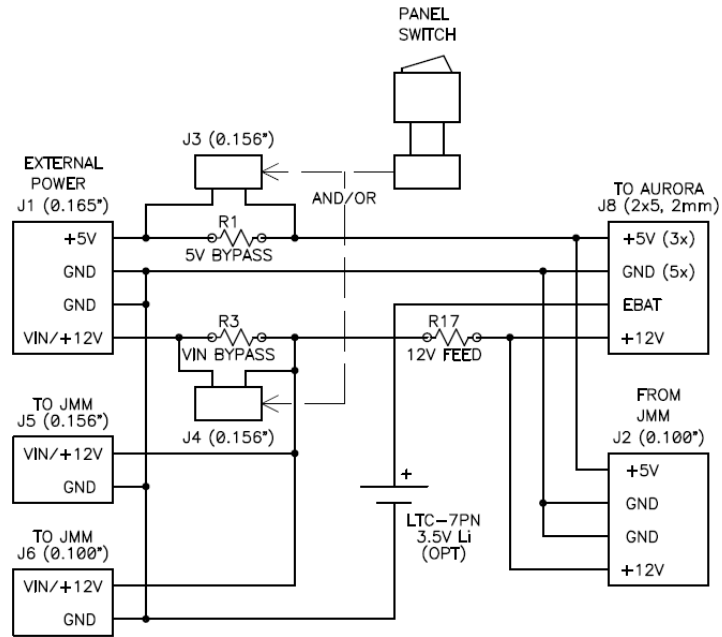 PANEL
SWITCH
J3 (0.156")
AND/OR
EXTERNAL
POWER
J1 (0.165")
+5V
GND
GND
VIN/+12V
R1
5V BYPASS
R3
VIN BYPASS
J4 (0.156")
R17
12V FEED
TO AURORA
J8 (2x5, 2mm)
+5V (3x)
GND (5x)
EBAT
+12V
TO JMM
J5 (0.156")
VIN/+12V
GND
TO JMM
J6 (0.100")
VIN/+12V
GND
+
LTC-7PN
3.5V Li
(OPT)
FROM
JMM
J2 (0.100")
+5V
GND
GND
+12V